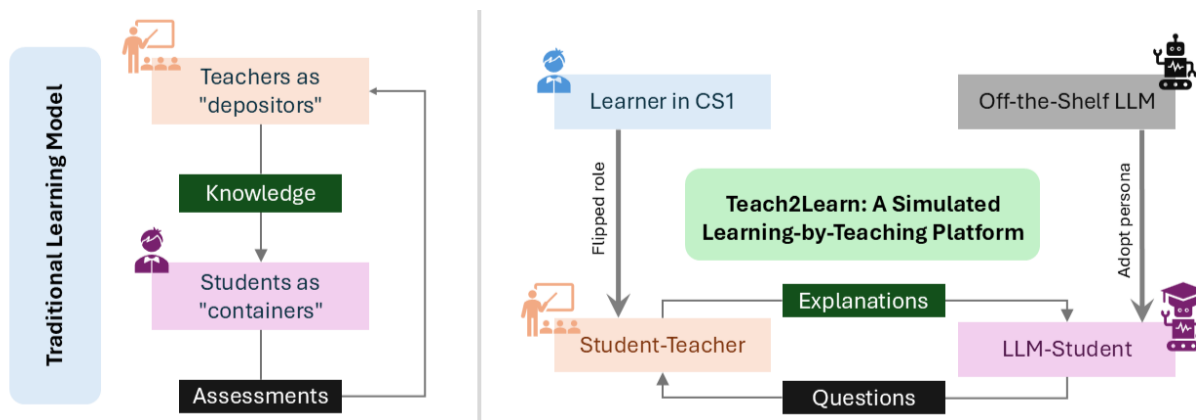 Traditional Learning Model
Teachers as
"depositors"
Knowledge
Students as
"containers"
Assessments
Learner in CS1
Off-the-Shelf LLM
Flipped role
Teach2Learn: A Simulated
Learning-by-Teaching Platform
Adopt persona
Explanations
Student-Teacher
LLM-Student
Questions